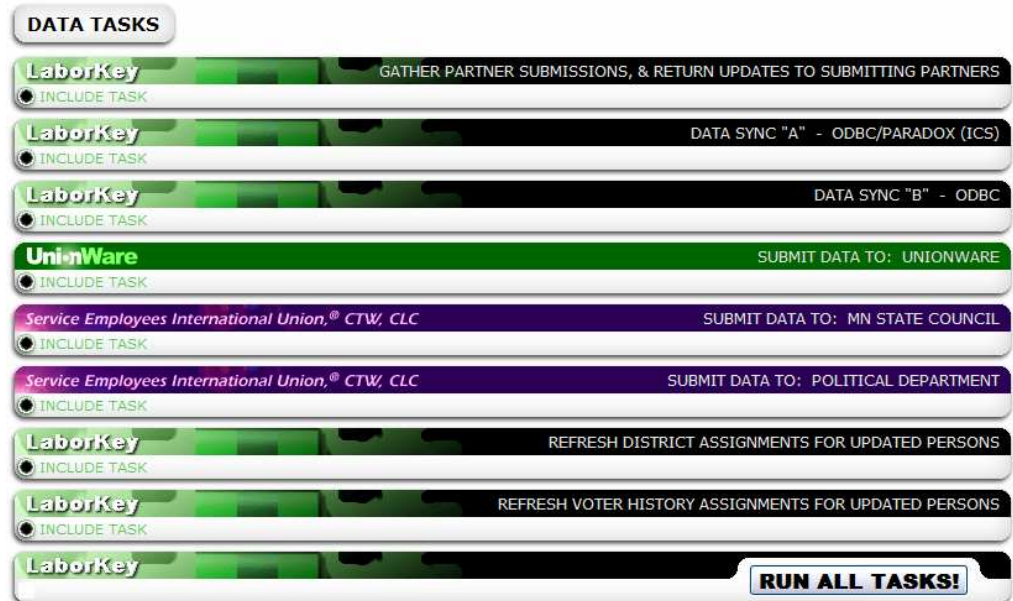 DATA TASKS
LaborKey GATHER PARTNER SUBMISSIONS, & RETURN UPDATES TO SUBMITTING PARTNERS
INCLUDE TASK
LaborKey DATA SYNC "A" - ODBC/PARADOX (ICS)
INCLUDE TASK
LaborKey DATA SYNC "B" - ODBC
INCLUDE TASK
UnionWare SUBMIT DATA TO: UNIONWARE
INCLUDE TASK
Service Employees International Union,® CTW, CLC SUBMIT DATA TO: MN STATE COUNCIL
INCLUDE TASK
Service Employees International Union,® CTW, CLC SUBMIT DATA TO: POLITICAL DEPARTMENT
INCLUDE TASK
LaborKey REFRESH DISTRICT ASSIGNMENTS FOR UPDATED PERSONS
INCLUDE TASK
LaborKey REFRESH VOTER HISTORY ASSIGNMENTS FOR UPDATED PERSONS
INCLUDE TASK
LaborKey
RUN ALL TASKS!